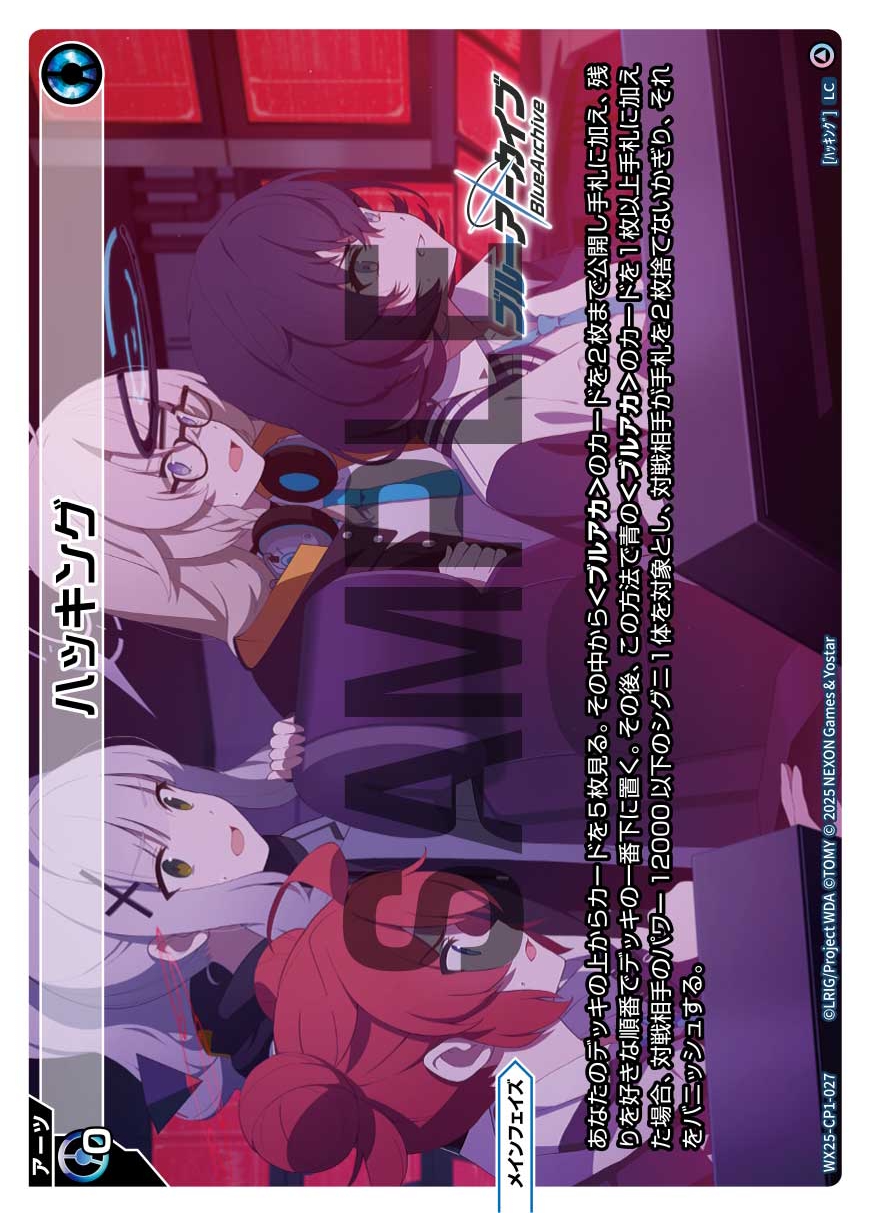 アーツ
0
ハッキング
SAMPLE
メインフェイズ
ブルーアーカイブ
BlueArchive
あなたのデッキの上からカードを5枚見る。その中から<ブルアカ>のカードを2枚まで公開し手札に加え、残
りを好きな順番でデッキの一番下に置く。その後、この方法で青の<ブルアカ>のカードを1枚以上手札に加え
た場合、対戦相手のパワー12000以下のシグニ1体を対象とし、対戦相手が手札を2枚捨てないかぎり、それ
をバニッシュする。
WX25-CP1-027
©LRIG/Project WDA ©TOMY © 2025 NEXON Games & Yostar
[ハッキング] LC